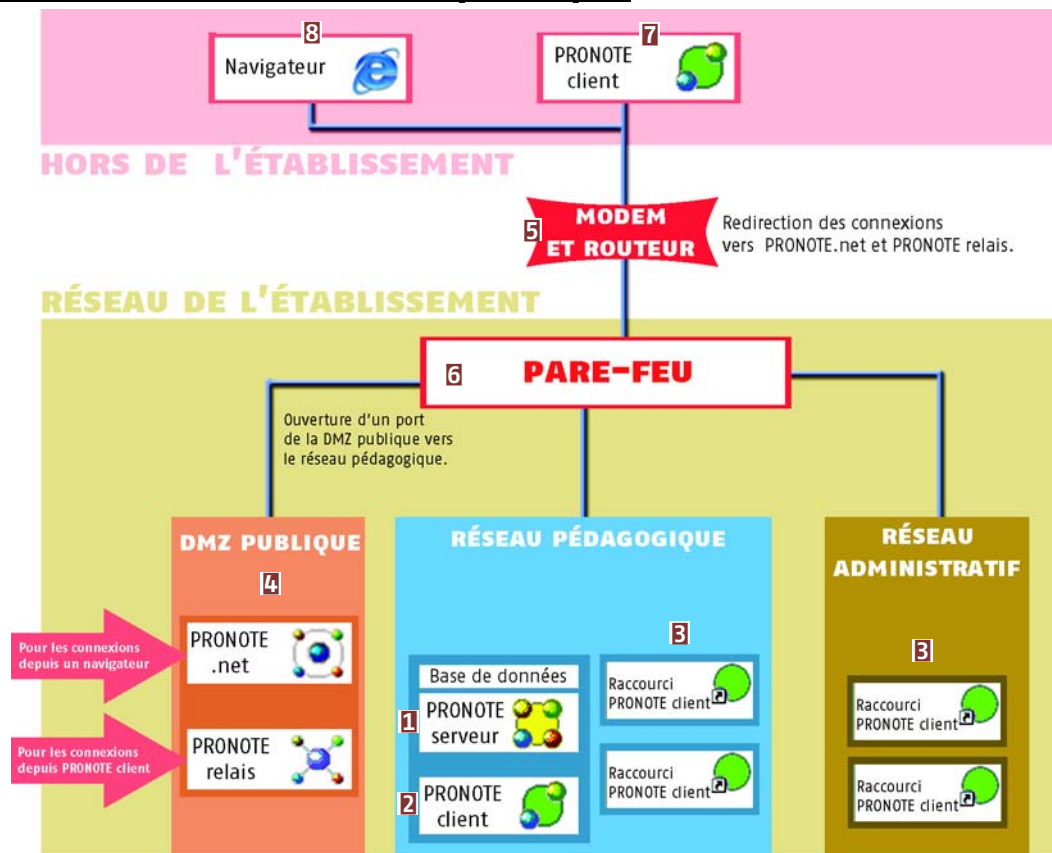 8
7
Navigateur
PRONOTE
client
HORS DE L'ÉTABLISSEMENT
5
MODEM
ET ROUTEUR
Redirection des connexions
vers PRONOTE.net et PRONOTE relais.
RÉSEAU DE L'ÉTABLISSEMENT
6
PARE-FEU
Ouverture d'un port
de la DMZ publique vers
le réseau pédagogique.
DMZ PUBLIQUE
4
Pour les connexions
depuis un navigateur
PRONOTE
.net
Pour les connexions
depuis PRONOTE client
PRONOTE
relais
RÉSEAU PÉDAGOGIQUE
Base de données
1
PRONOTE
serveur
2
PRONOTE
client
3
Raccourci
PRONOTE client
Raccourci
PRONOTE client
RÉSEAU
ADMINISTRATIF
3
Raccourci
PRONOTE client
Raccourci
PRONOTE client